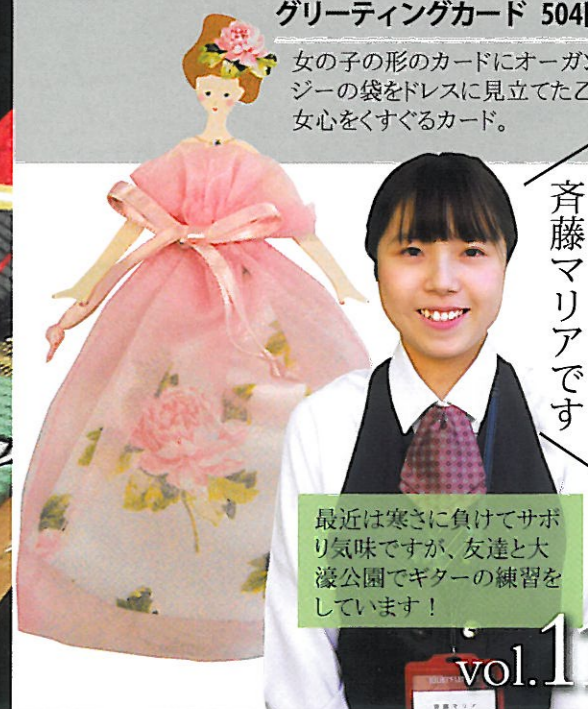 グリーティングカード 504
女の子の形のカードにオーガン
ジーの袋をドレスに見立てた乙
女心をくすぐるカード。
斉藤マリアです
最近は寒さに負けてサボ
り気味ですが、友達と大
濠公園でギターの練習を
しています！
vol.11